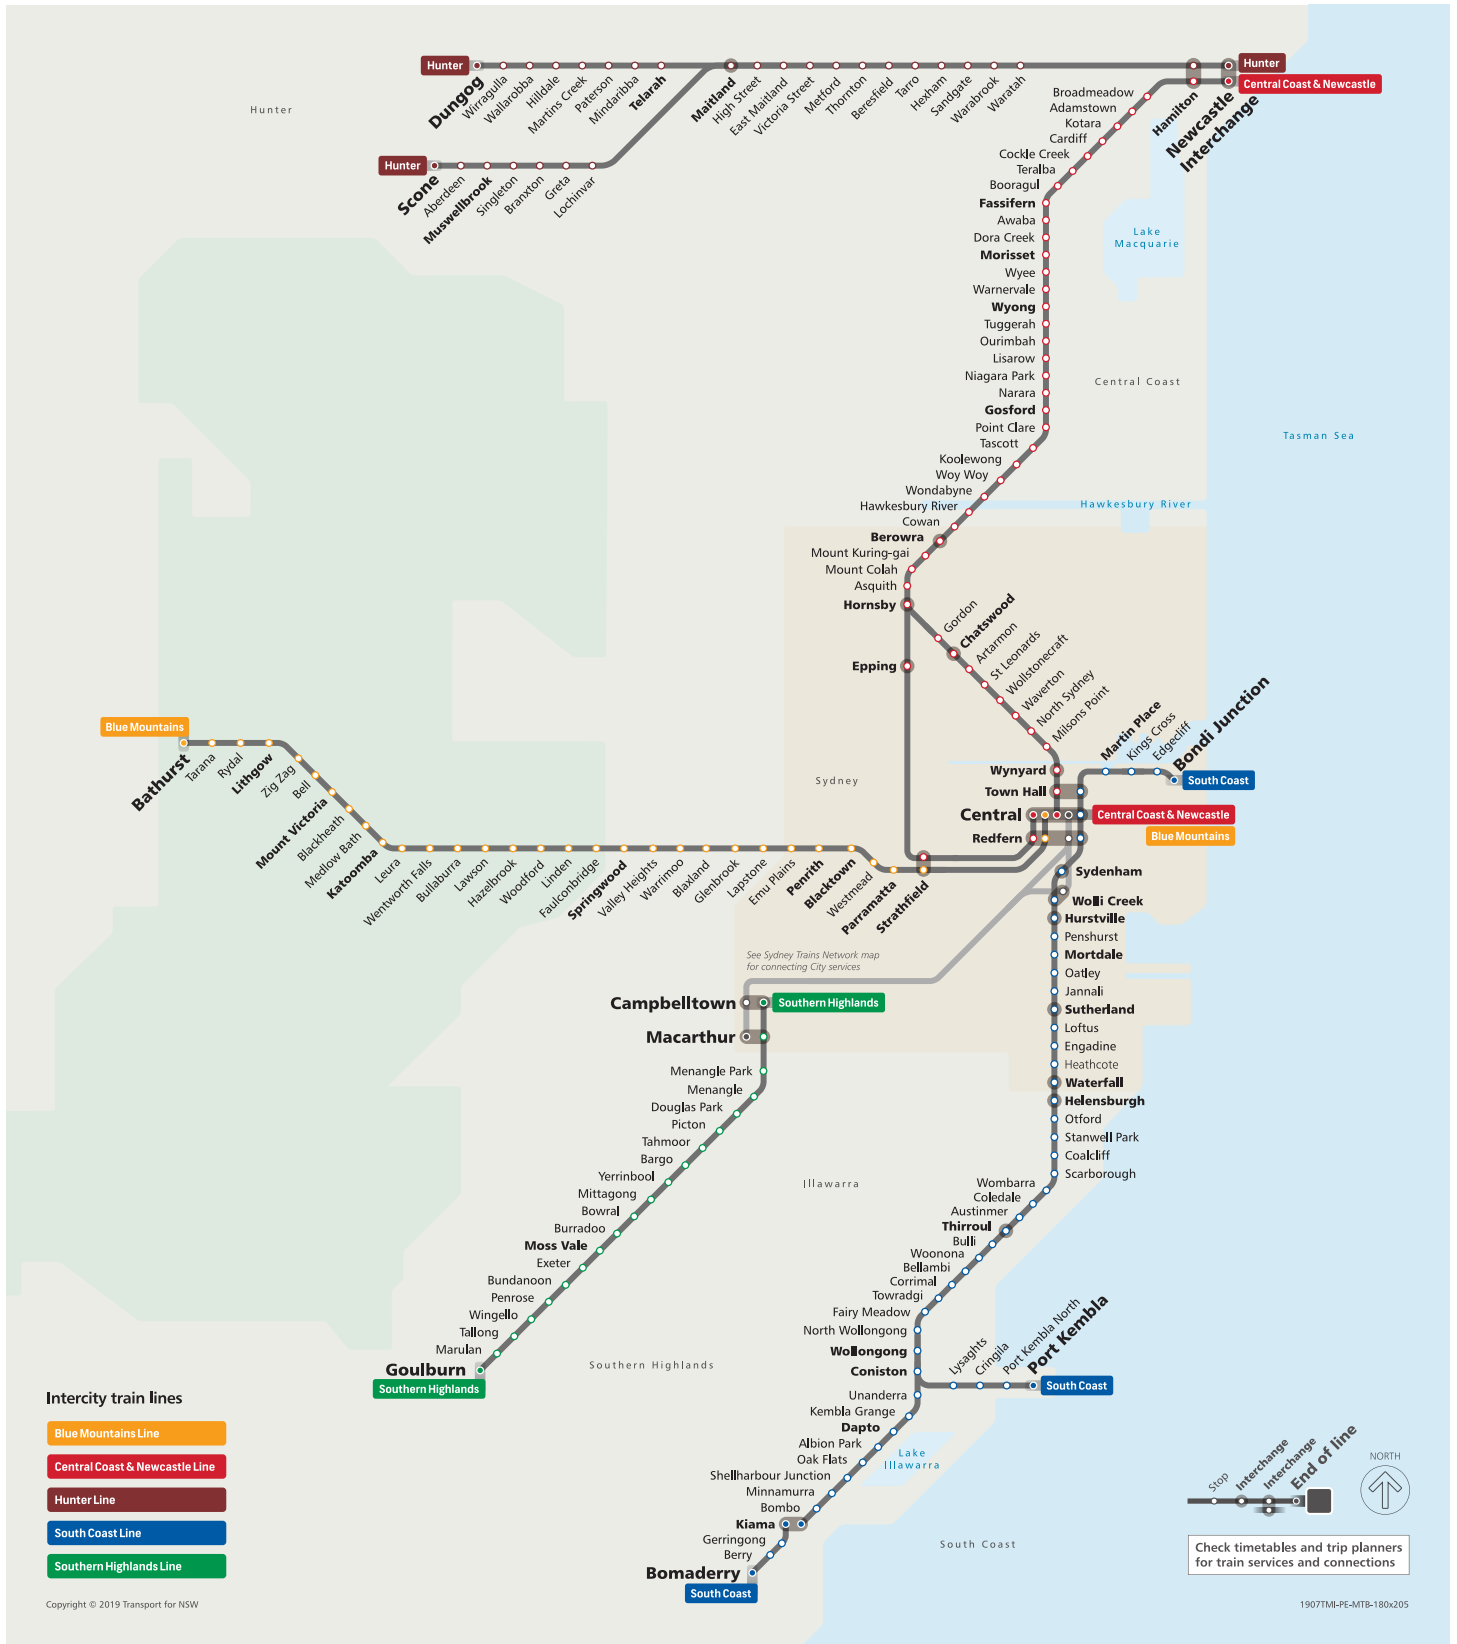 Hunter
Hunter
Central Coast & Newcastle
Dungog
Wirragulla
Wallarobba
Hilldale
Martins Creek
Paterson
Mindaribba
Telarah
Maitland
High Street
East Maitland
Victoria Street
Metford
Thornton
Beresfield
Tarro
Hexham
Sandgate
Warabrook
Waratah
Hamilton
Newcastle
Interchange
Hunter
Hunter
Scone
Aberdeen
Muswellbrook
Singleton
Branxton
Greta
Lochinvar
Broadmeadow
Adamstown
Kotara
Cardiff
Cockle Creek
Teralba
Booragul
Fassifern
Awaba
Dora Creek
Morisset
Wyee
Warnervale
Wyong
Tuggerah
Ourimbah
Lisarow
Niagara Park
Narara
Gosford
Point Clare
Tascott
Koolewong
Woy Woy
Wondabyne
Hawkesbury River
Cowan
Berowra
Mount Kuring-gai
Mount Colah
Asquith
Hornsby
Epping
Lake
Macquarie
Central Coast
Tasman Sea
Hawkesbury River
Gordon
Chatswood
Artarmon
St Leonards
Wollstonecraft
Waverton
North Sydney
Milsons Point
Wynyard
Town Hall
Central
Redfern
Martin Place
Kings Cross
Edgecliff
Bondi Junction
South Coast
Central Coast & Newcastle
Blue Mountains
Sydney
Blue Mountains
Bathurst
Tarana
Rydal
Lithgow
Zig Zag
Bell
Mount Victoria
Blackheath
Medlow Bath
Katoomba
Leura
Wentworth Falls
Bullaburra
Lawson
Hazelbrook
Woodford
Linden
Faulconbridge
Springwood
Valley Heights
Warrimoo
Blaxland
Glenbrook
Lapstone
Emu Plains
Penrith
Blacktown
Westmead
Parramatta
Strathfield
Sydenham
Wolli Creek
Hurstville
Penshurst
Mortdale
Oatley
Jannali
Sutherland
Loftus
Engadine
Heathcote
Waterfall
Helensburgh
Otford
Stanwell Park
Coalcliff
Scarborough
Wombarra
Coledale
Austinmer
Thirroul
Bulli
Woonona
Bellambi
Corrimal
Towradgi
Fairy Meadow
North Wollongong
Wollongong
Coniston
Lysaghts
Cringila
Port Kembla North
Port Kembla
South Coast
Unanderra
Kembla Grange
Dapto
Albion Park
Oak Flats
Shellharbour Junction
Minnamurra
Bombo
Kiama
Gerringong
Berry
Bomaderry
South Coast
Lake
Illawarra
South Coast
See Sydney Trains Network map
for connecting City services
Campbelltown
Southern Highlands
Macarthur
Menangle Park
Menangle
Douglas Park
Picton
Tahmoor
Bargo
Yerrinbool
Mittagong
Bowral
Burradoo
Moss Vale
Exeter
Bundanoon
Penrose
Wingello
Tallong
Marulan
Goulburn
Southern Highlands
Illawarra
Southern Highlands
Intercity train lines
Blue Mountains Line
Central Coast & Newcastle Line
Hunter Line
South Coast Line
Southern Highlands Line
Copyright © 2019 Transport for NSW
Stop
Interchange
Interchange
End of line
NORTH
Check timetables and trip planners
for train services and connections
1907TMI-PE-MTB-180x205